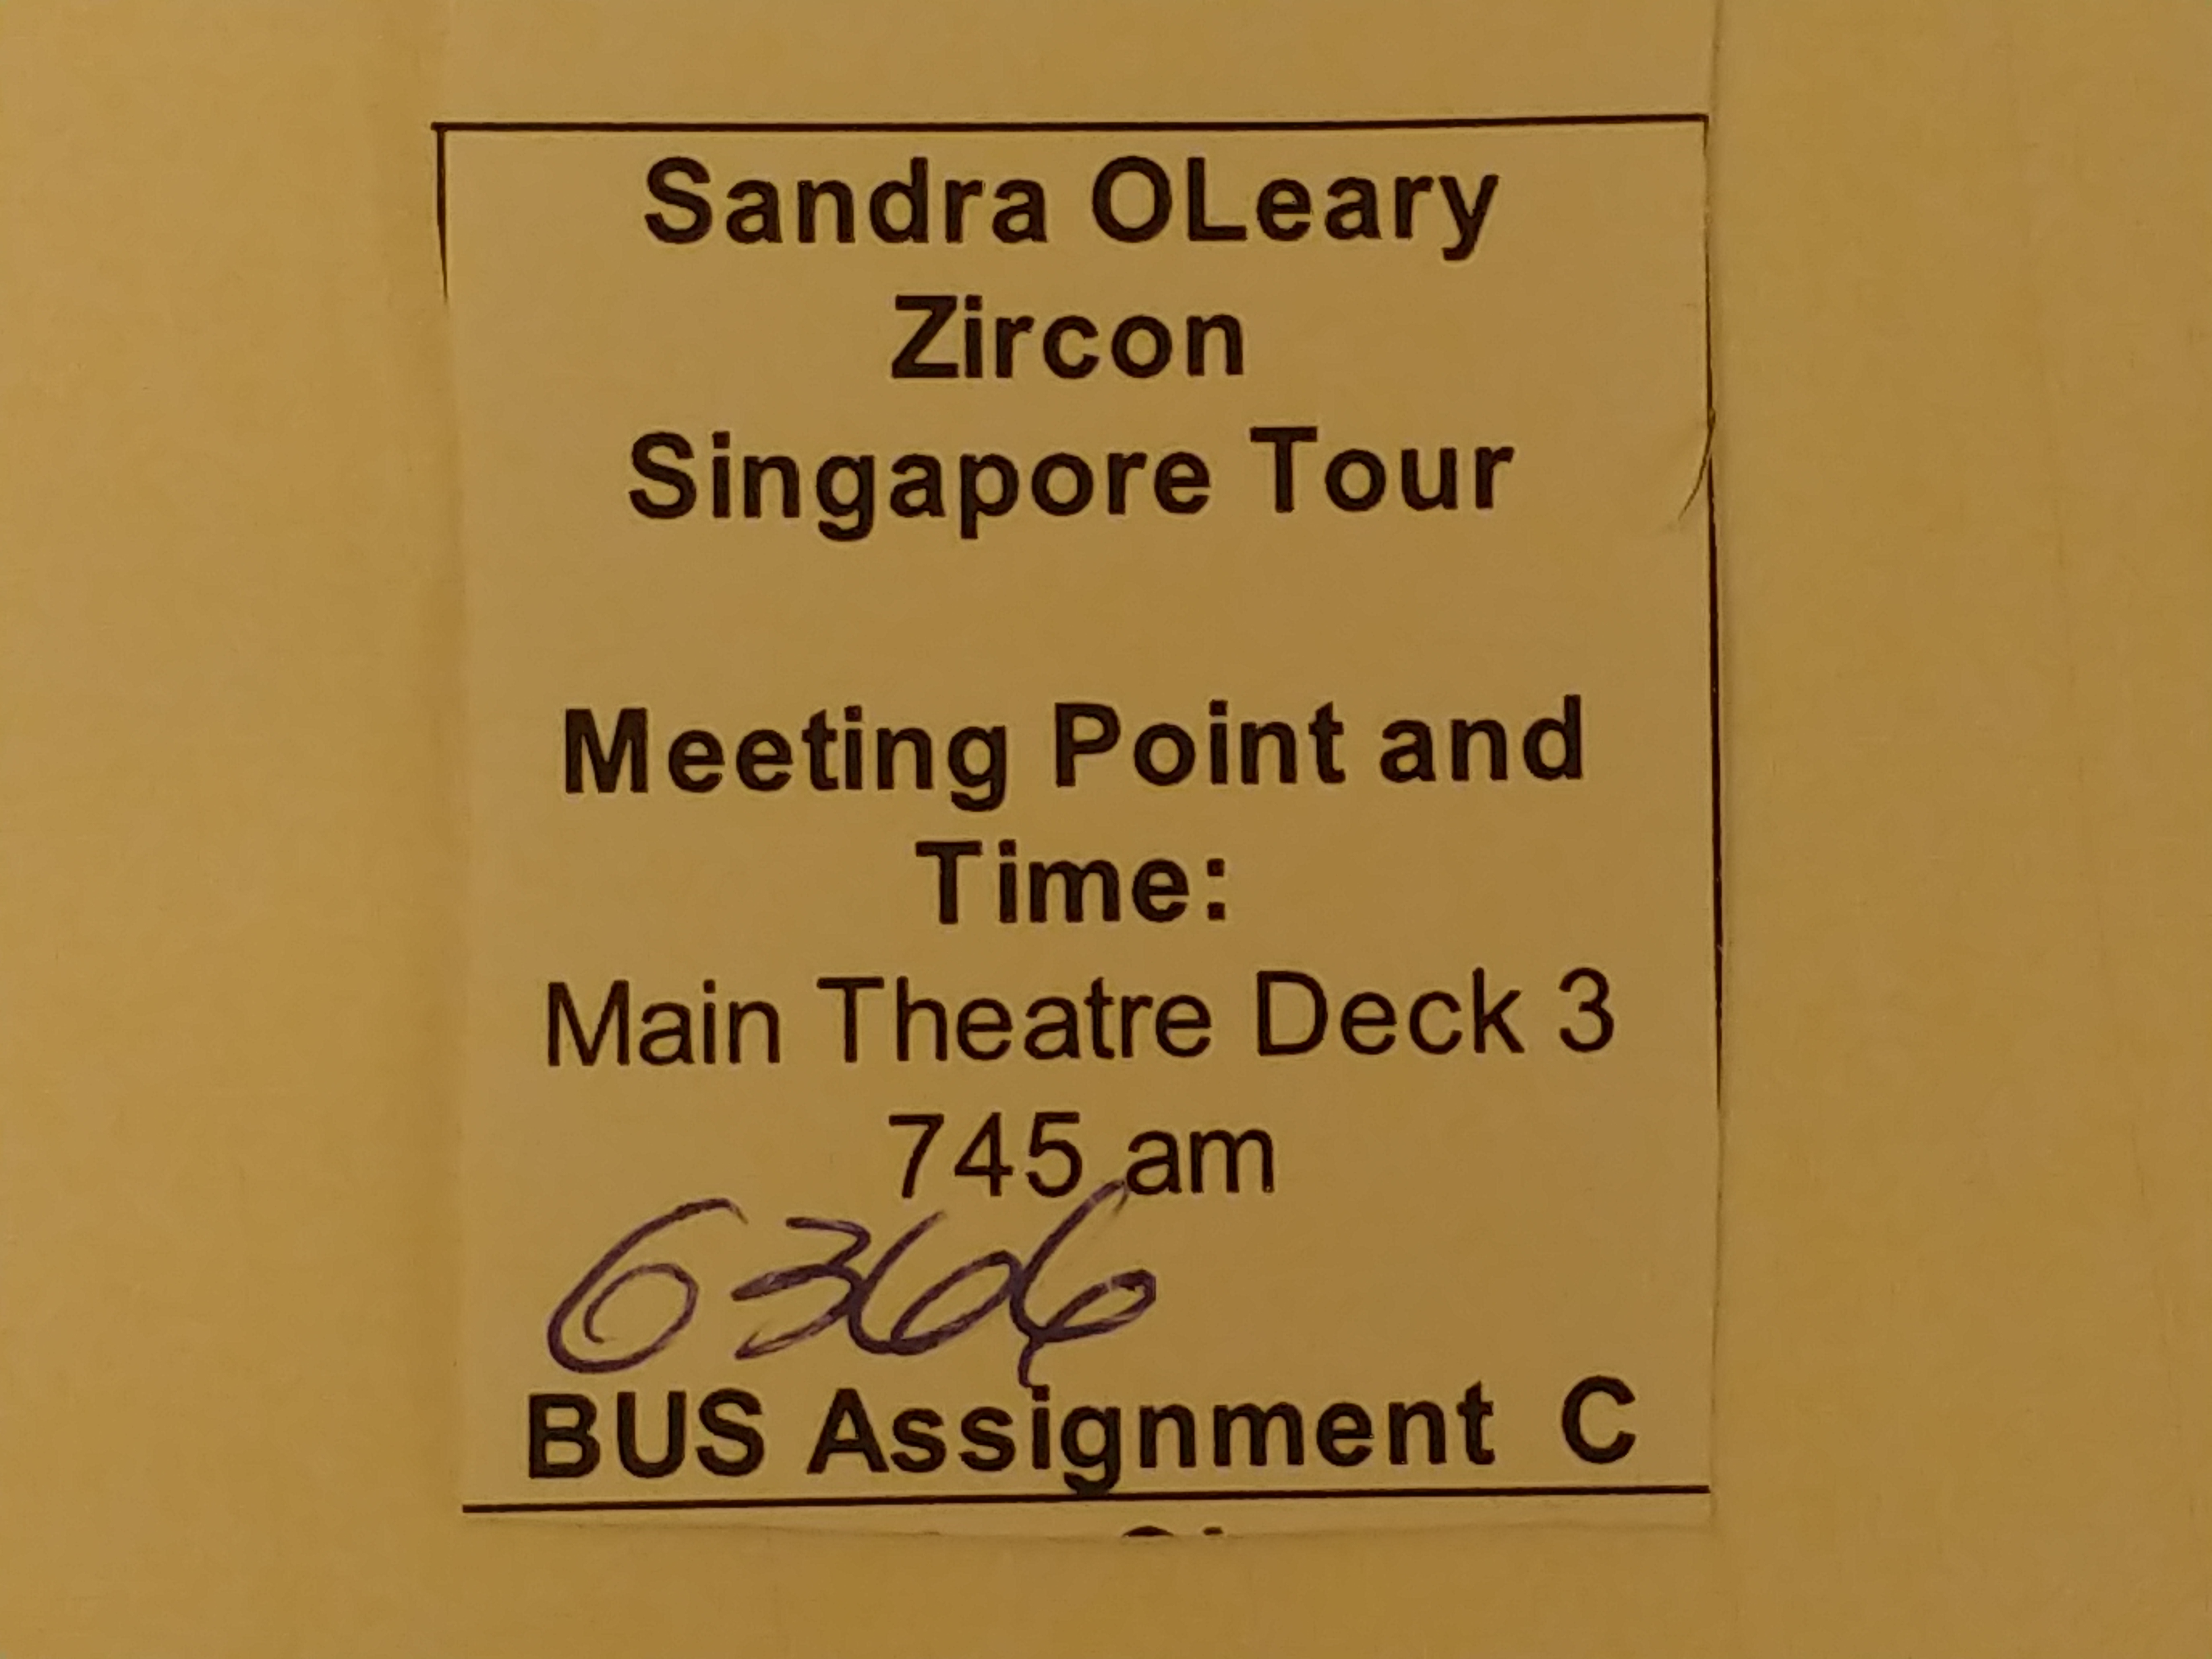 Sandra OLeary
Zircon
Singapore Tour
Meeting Point and
Time:
Main Theatre Deck 3
745 am
6366
BUS Assignment C